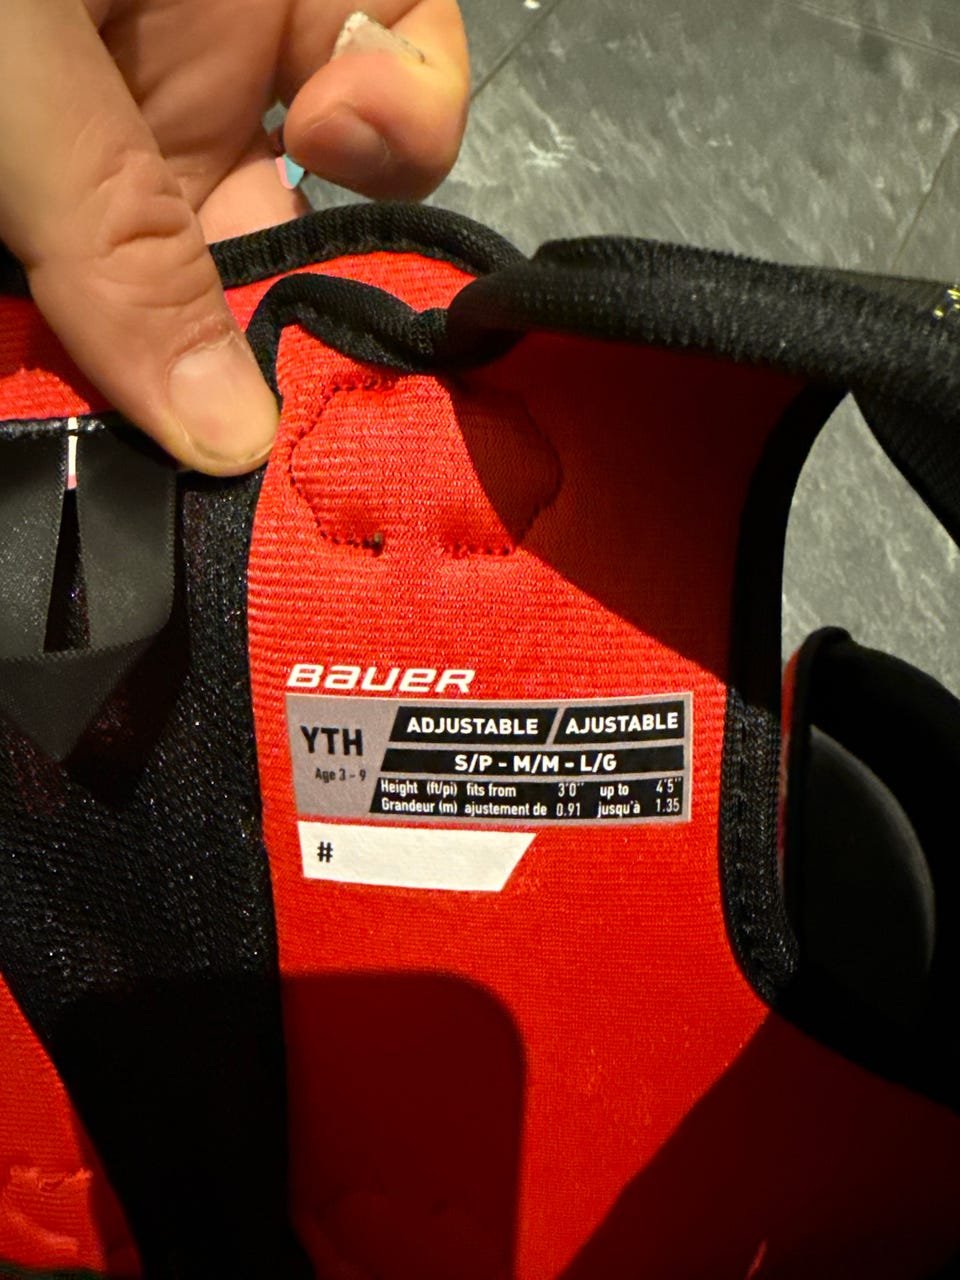 BAUER
YTH
Age 3 - 9
ADJUSTABLE / AJUSTABLE
S/P - M/M - L/G
Height (ft/pi) fits from 3'0'' up to 4'5''
Grandeur (m) ajustement de 0.91 jusqu'à 1.35
#